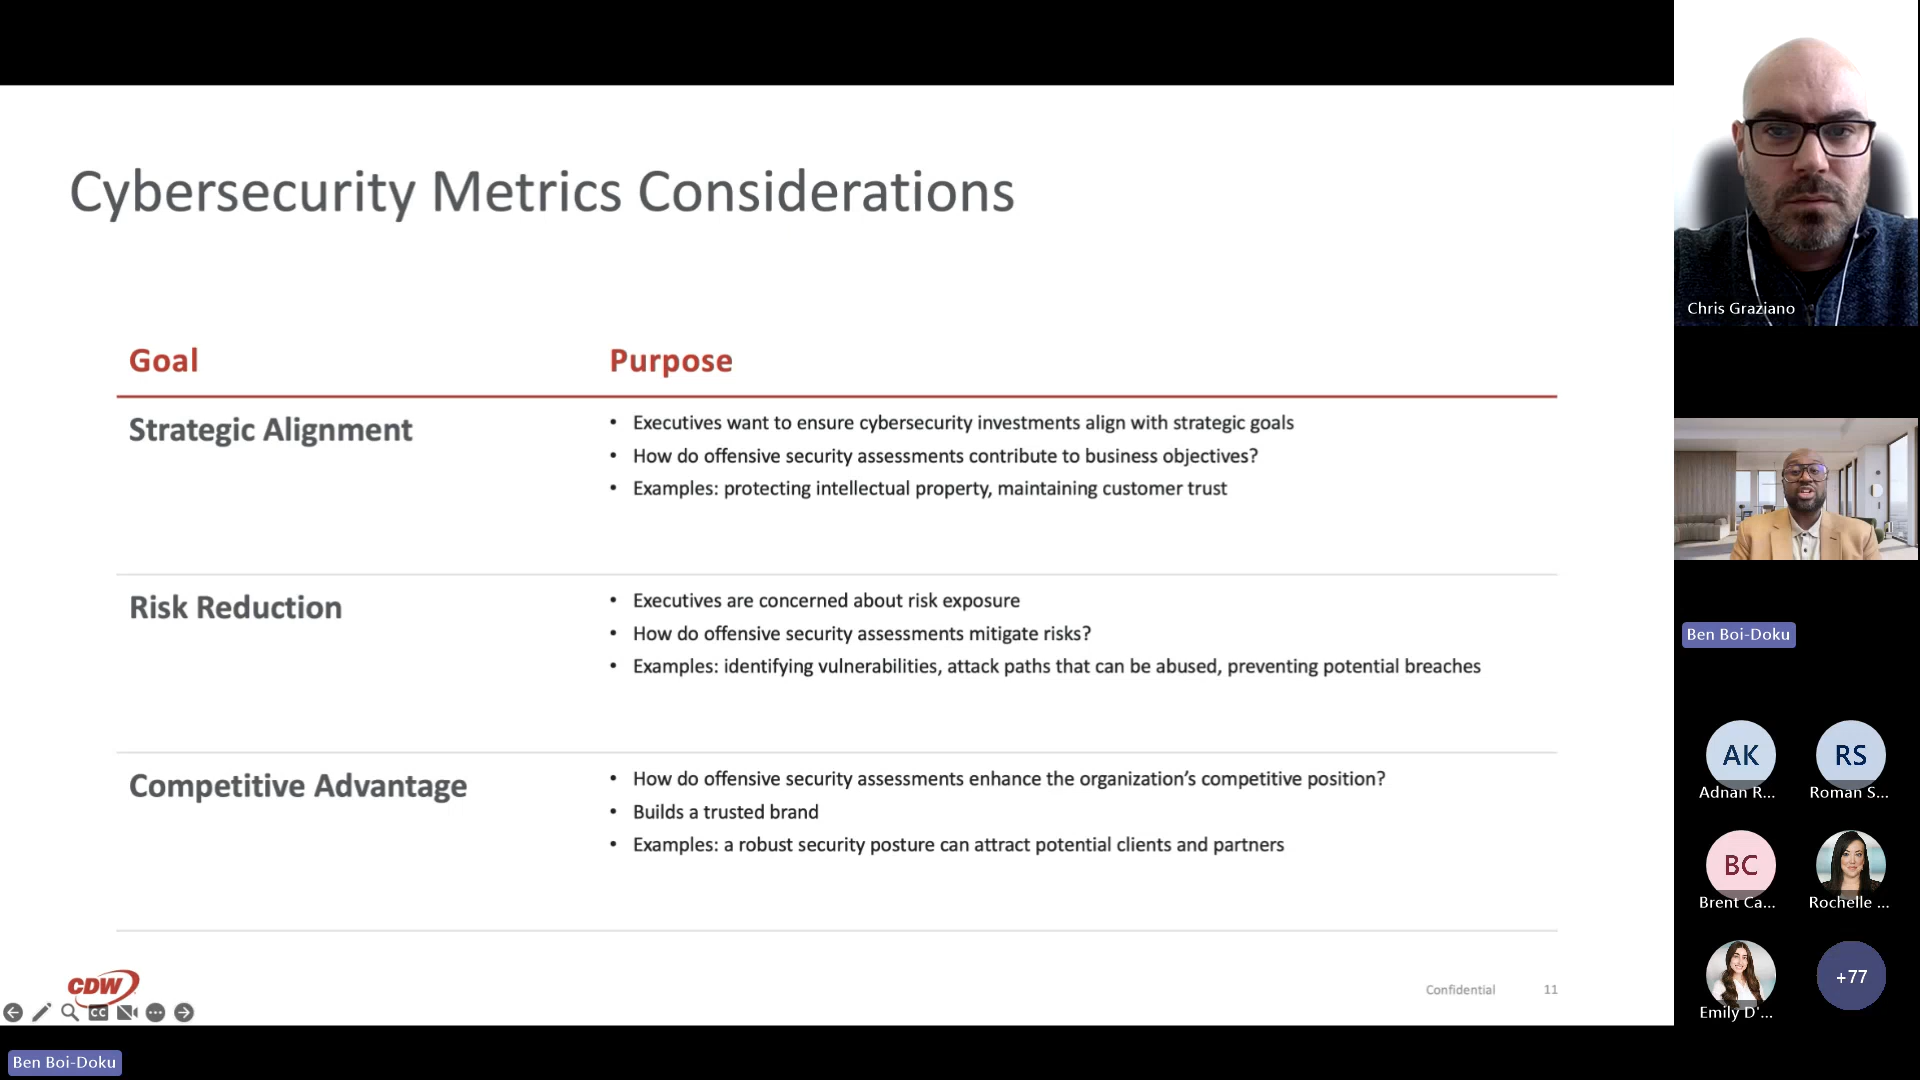 Cybersecurity Metrics Considerations
Goal
Purpose
Strategic Alignment
• Executives want to ensure cybersecurity investments align with strategic goals
• How do offensive security assessments contribute to business objectives?
• Examples: protecting intellectual property, maintaining customer trust
Risk Reduction
• Executives are concerned about risk exposure
• How do offensive security assessments mitigate risks?
• Examples: identifying vulnerabilities, attack paths that can be abused, preventing potential breaches
Competitive Advantage
• How do offensive security assessments enhance the organization’s competitive position?
• Builds a trusted brand
• Examples: a robust security posture can attract potential clients and partners
CDW
Confidential
11
CC
Ben Boi-Doku
Chris Graziano
Ben Boi-Doku
AK
Adnan R...
RS
Roman S...
BC
Brent Ca...
Rochelle ...
Emily D'...
+77